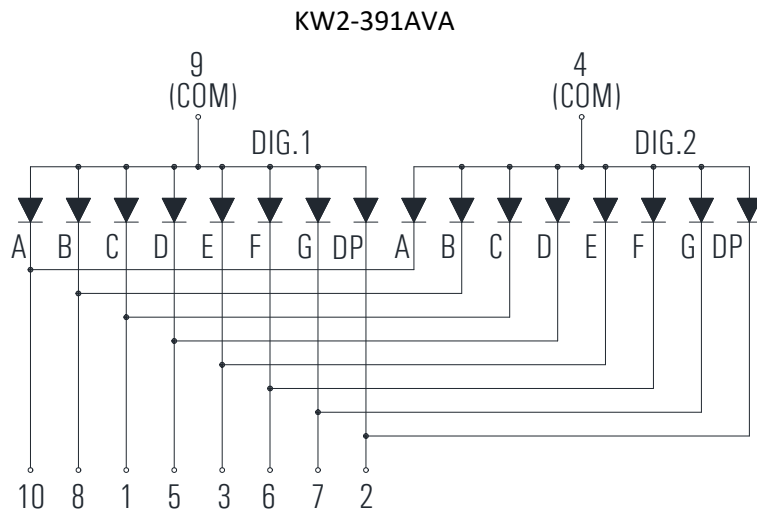 KW2-391AVA
9 4
(COM) (COM)
DIG.1 DIG.2
A B C D E F G DP A B C D E F G DP
10 8 1 5 3 6 7 2